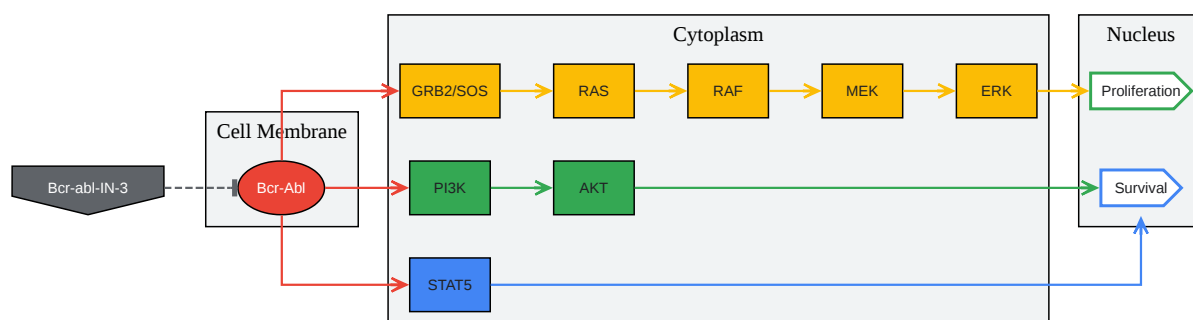 Cytoplasm
Nucleus
GRB2/SOS
RAS
RAF
MEK
ERK
Proliferation
Cell Membrane
Bcr-abl-IN-3
Bcr-Abl
PI3K
AKT
Survival
STAT5